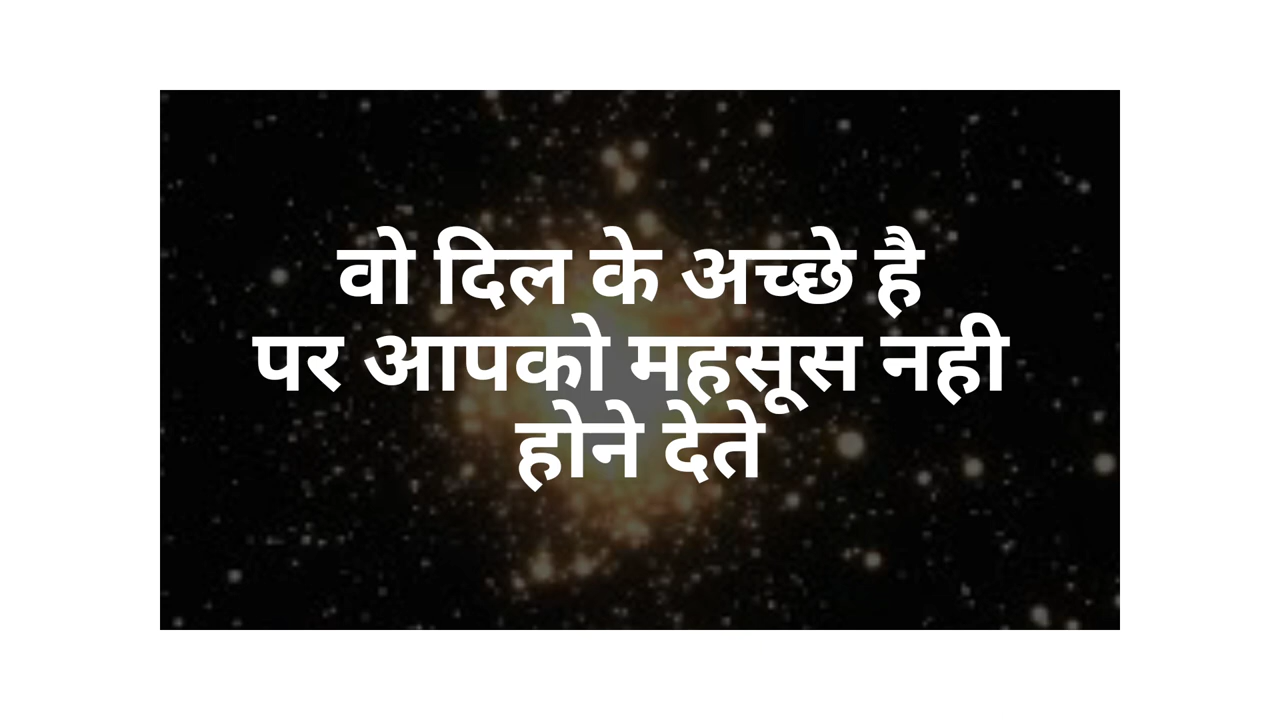 वो दिल के अच्छे है
पर आपको महसूस नही
होने देते